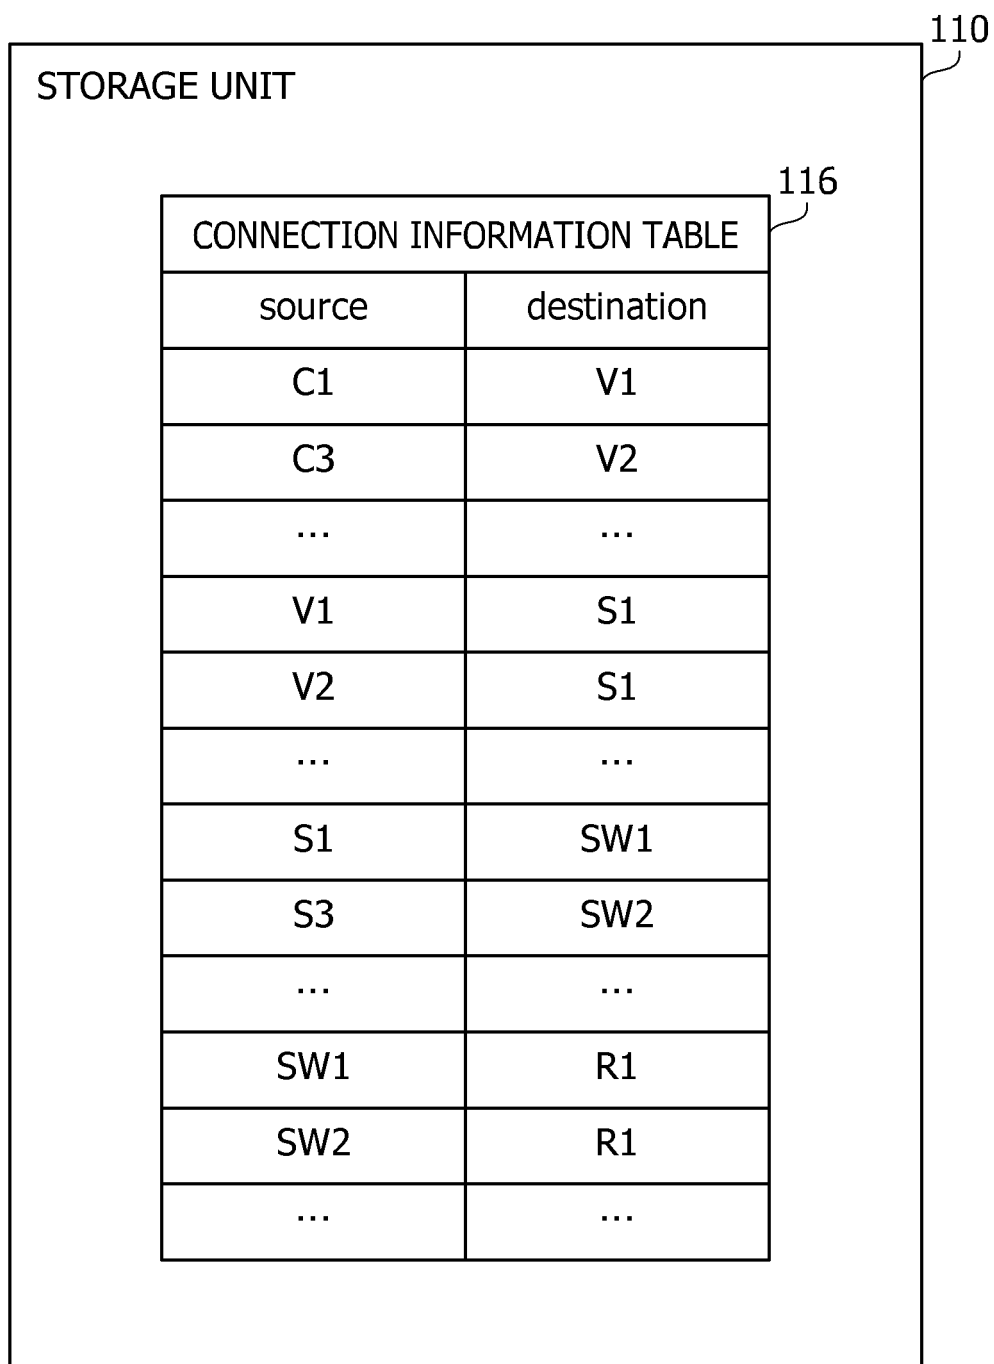 110
STORAGE UNIT
116
CONNECTION INFORMATION TABLE
source destination
C1 V1
C3 V2
... ...
V1 S1
V2 S1
... ...
S1 SW1
S3 SW2
... ...
SW1 R1
SW2 R1
... ...